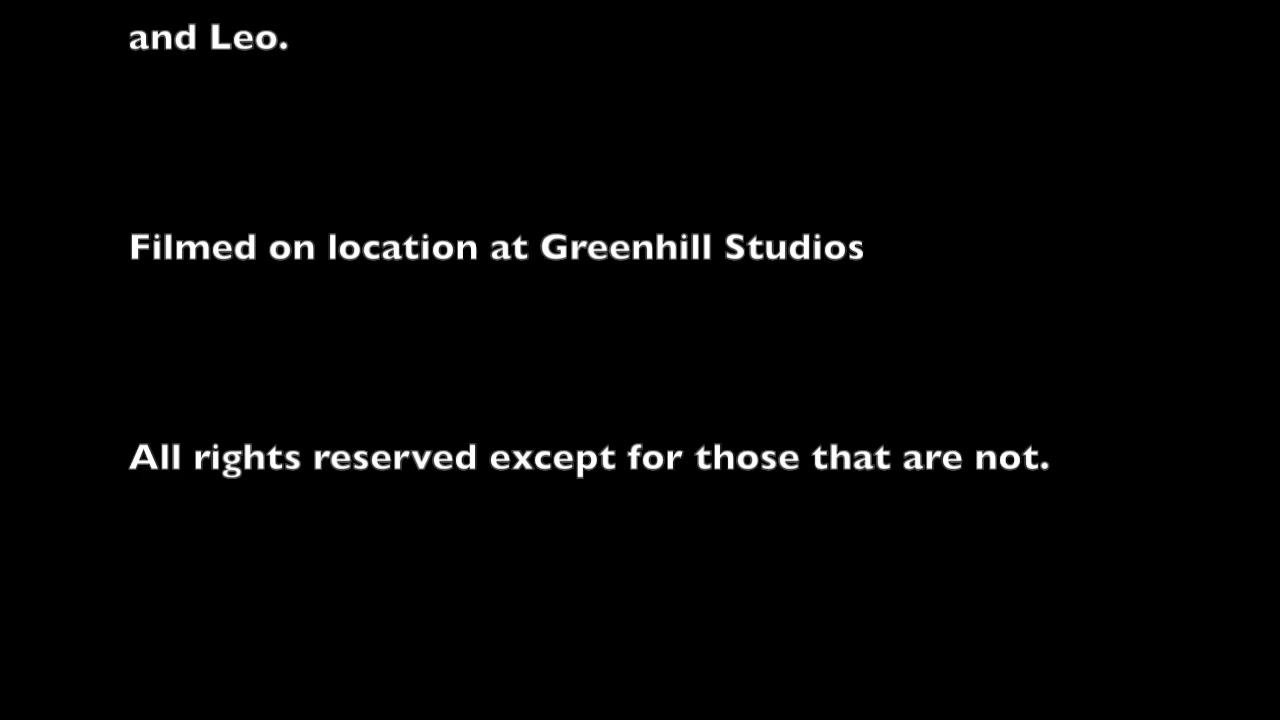 and Leo.
Filmed on location at Greenhill Studios
All rights reserved except for those that are not.